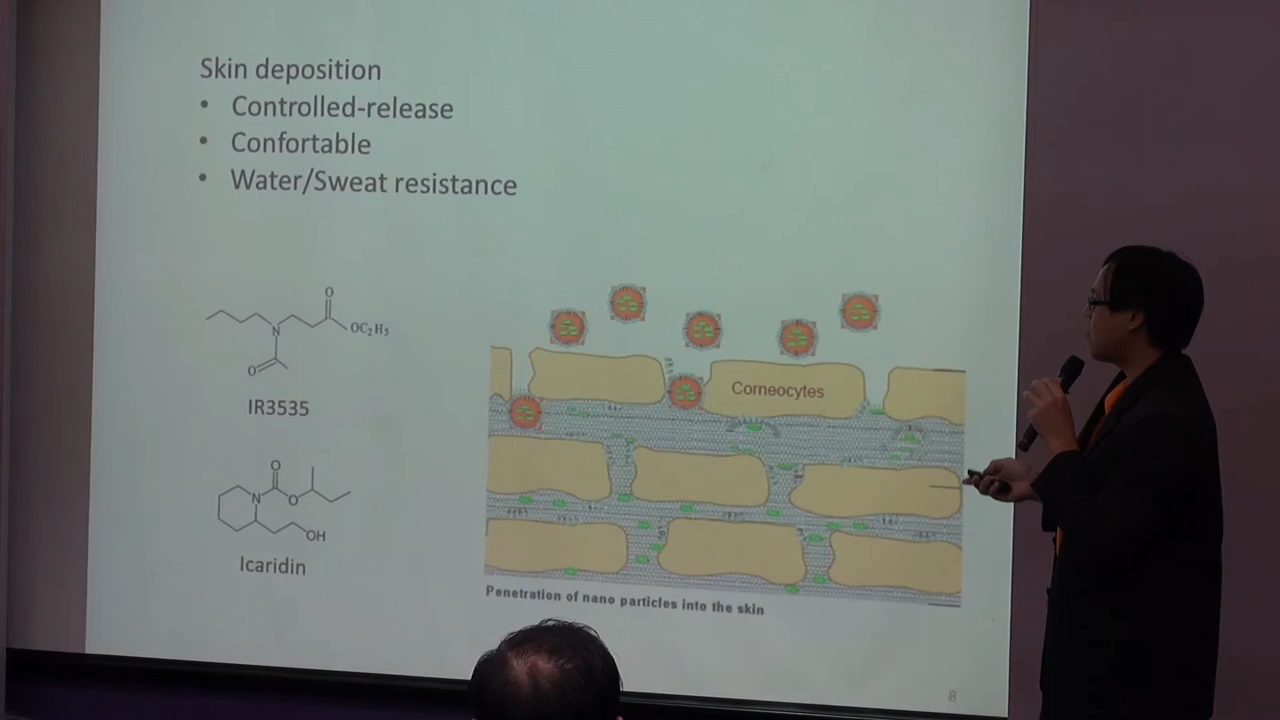 Skin deposition
• Controlled-release
• Confortable
• Water/Sweat resistance
O
N
OC2H5
O
IR3535
O
N
O
OH
Icaridin
Corneocytes
Penetration of nano particles into the skin
8